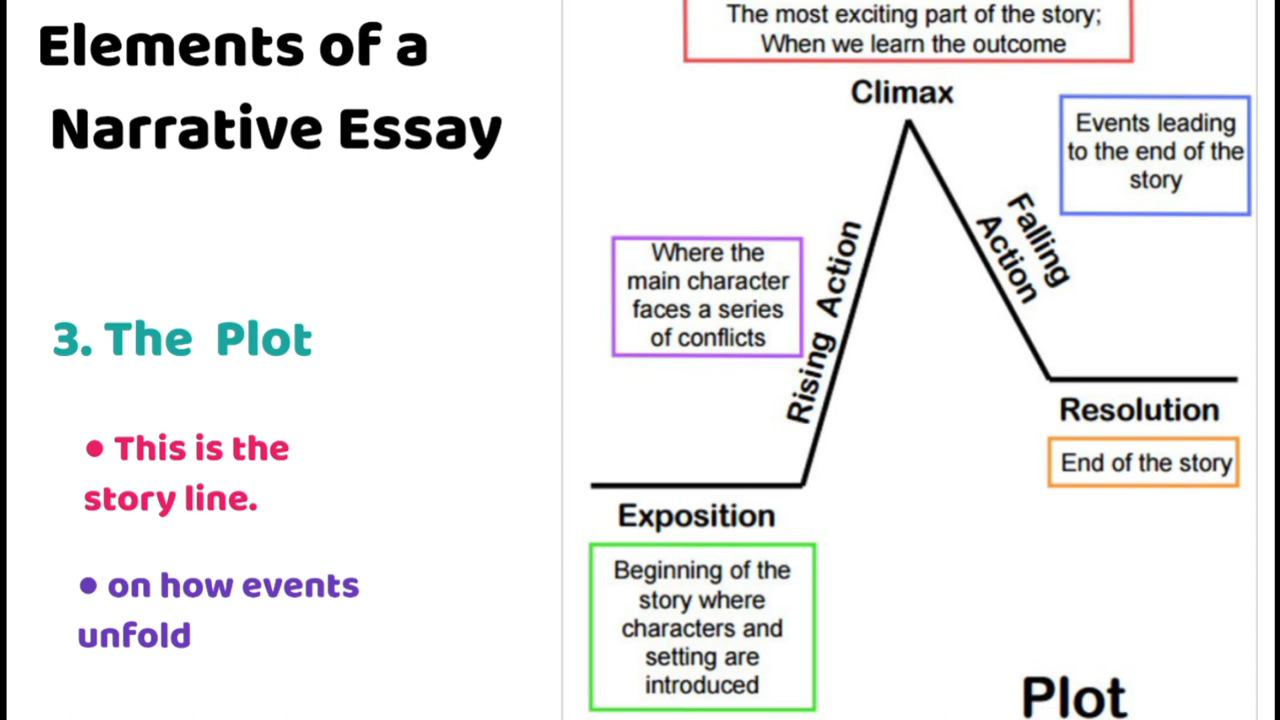 Elements of a
Narrative Essay
3. The Plot
• This is the
story line.
• on how events
unfold
The most exciting part of the story;
When we learn the outcome
Climax
Events leading
to the end of the
story
Falling
Action
Where the
main character
faces a series
of conflicts
Rising Action
Resolution
End of the story
Exposition
Beginning of the
story where
characters and
setting are
introduced
Plot